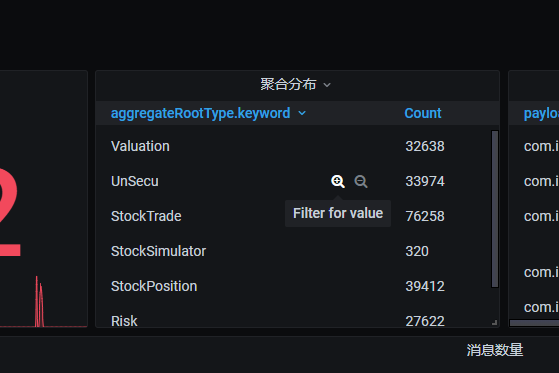 聚合分布
aggregateRootType.keyword Count
Valuation 32638
UnSecu 33974
Filter for value
StockTrade 76258
StockSimulator 320
StockPosition 39412
Risk 27622
2
com.i
com.i
com.i
com.i
com.i
消息数量